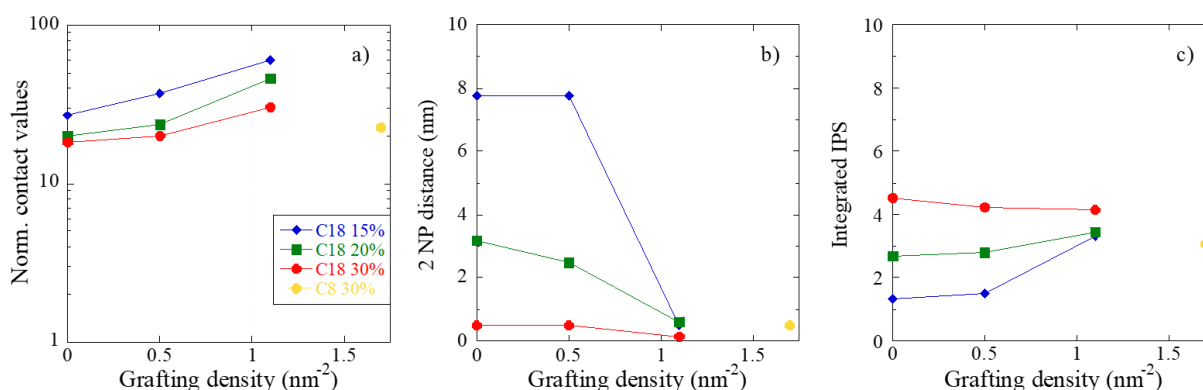 a)
Norm. contact values
100
10
1
0
0.5
1
1.5
Grafting density (nm⁻²)
C18 15%
C18 20%
C18 30%
C8 30%
b)
2 NP distance (nm)
10
8
6
4
2
0
0
0.5
1
1.5
Grafting density (nm⁻²)
c)
Integrated IPS
10
8
6
4
2
0
0
0.5
1
1.5
Grafting density (nm⁻²)